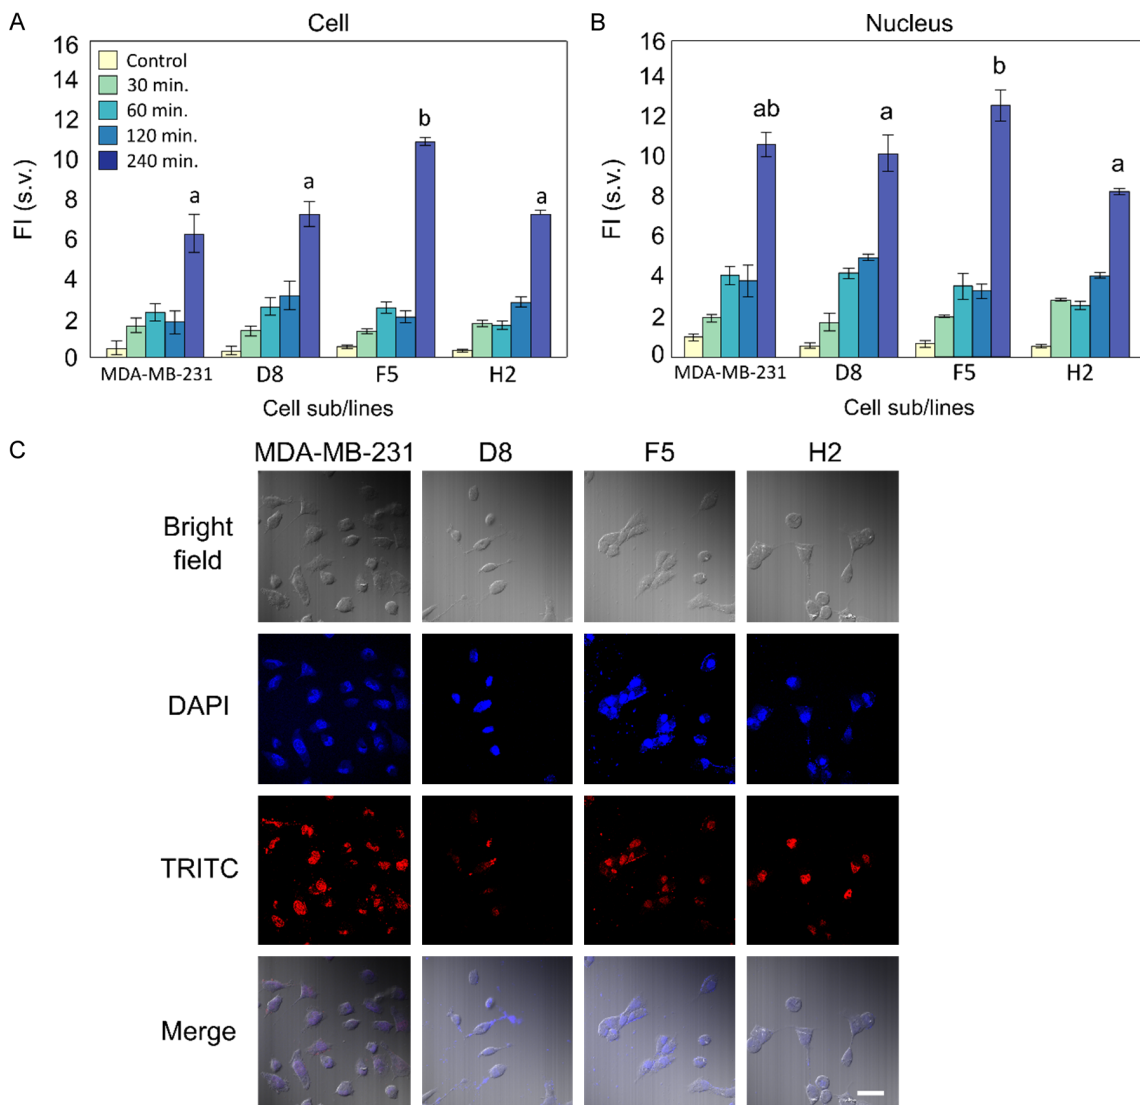 A
Cell
FI (s.v.)
16
14
12
10
8
6
4
2
0
Control
30 min.
60 min.
120 min.
240 min.
a
a
b
a
MDA-MB-231
D8
F5
H2
Cell sub/lines
B
Nucleus
FI (s.v.)
16
14
12
10
8
6
4
2
0
ab
a
b
a
MDA-MB-231
D8
F5
H2
Cell sub/lines
C
MDA-MB-231
D8
F5
H2
Bright
field
DAPI
TRITC
Merge